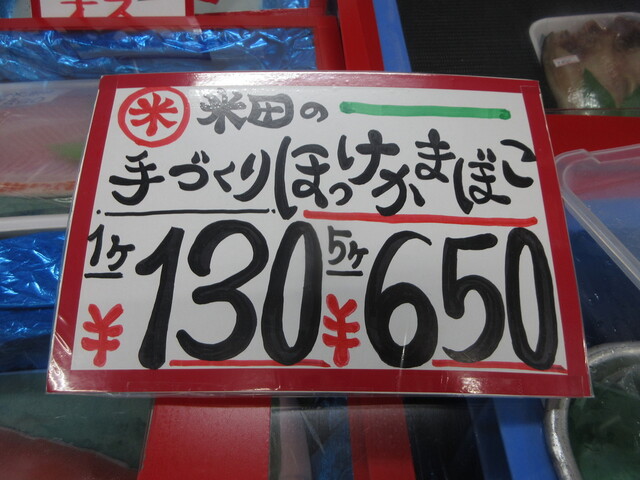 米 米田の
手づくりほっけかまぼこ
1ヶ ¥130 5ヶ ¥650